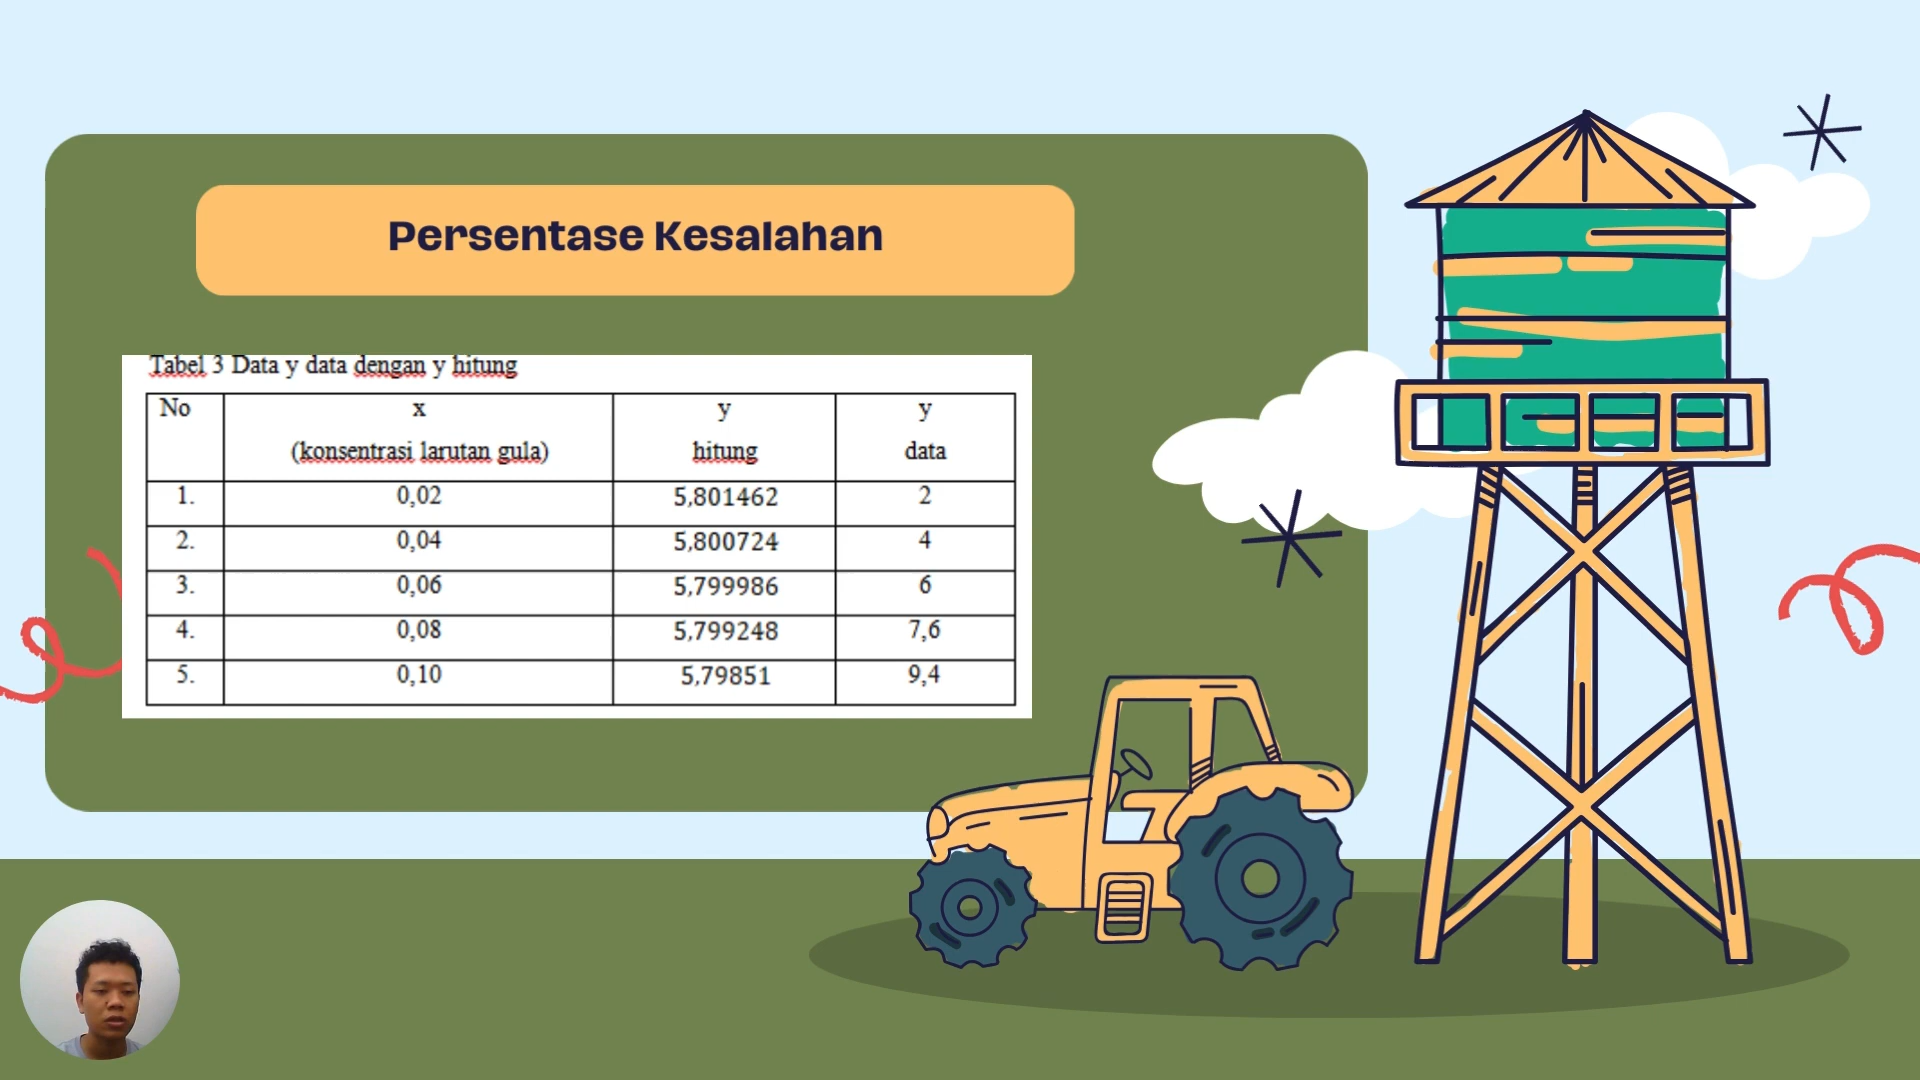 Persentase Kesalahan
Tabel 3 Data y data dengan y hitung
No x y y
(konsentrasi larutan gula) hitung data
1. 0,02 5,801462 2
2. 0,04 5,800724 4
3. 0,06 5,799986 6
4. 0,08 5,799248 7,6
5. 0,10 5,79851 9,4